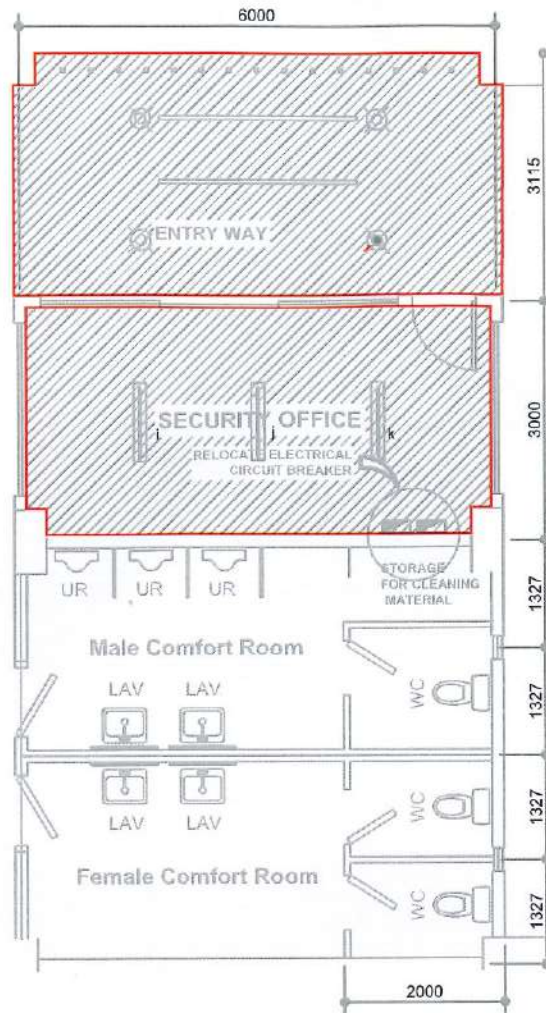 6000
3115
ENTRY WAY
3000
SECURITY OFFICE
i
j
k
RELOCATE ELECTRICAL
CIRCUIT BREAKER
STORAGE
FOR CLEANING
MATERIAL
UR
UR
UR
1327
Male Comfort Room
LAV
LAV
WC
1327
LAV
LAV
WC
1327
Female Comfort Room
WC
1327
2000